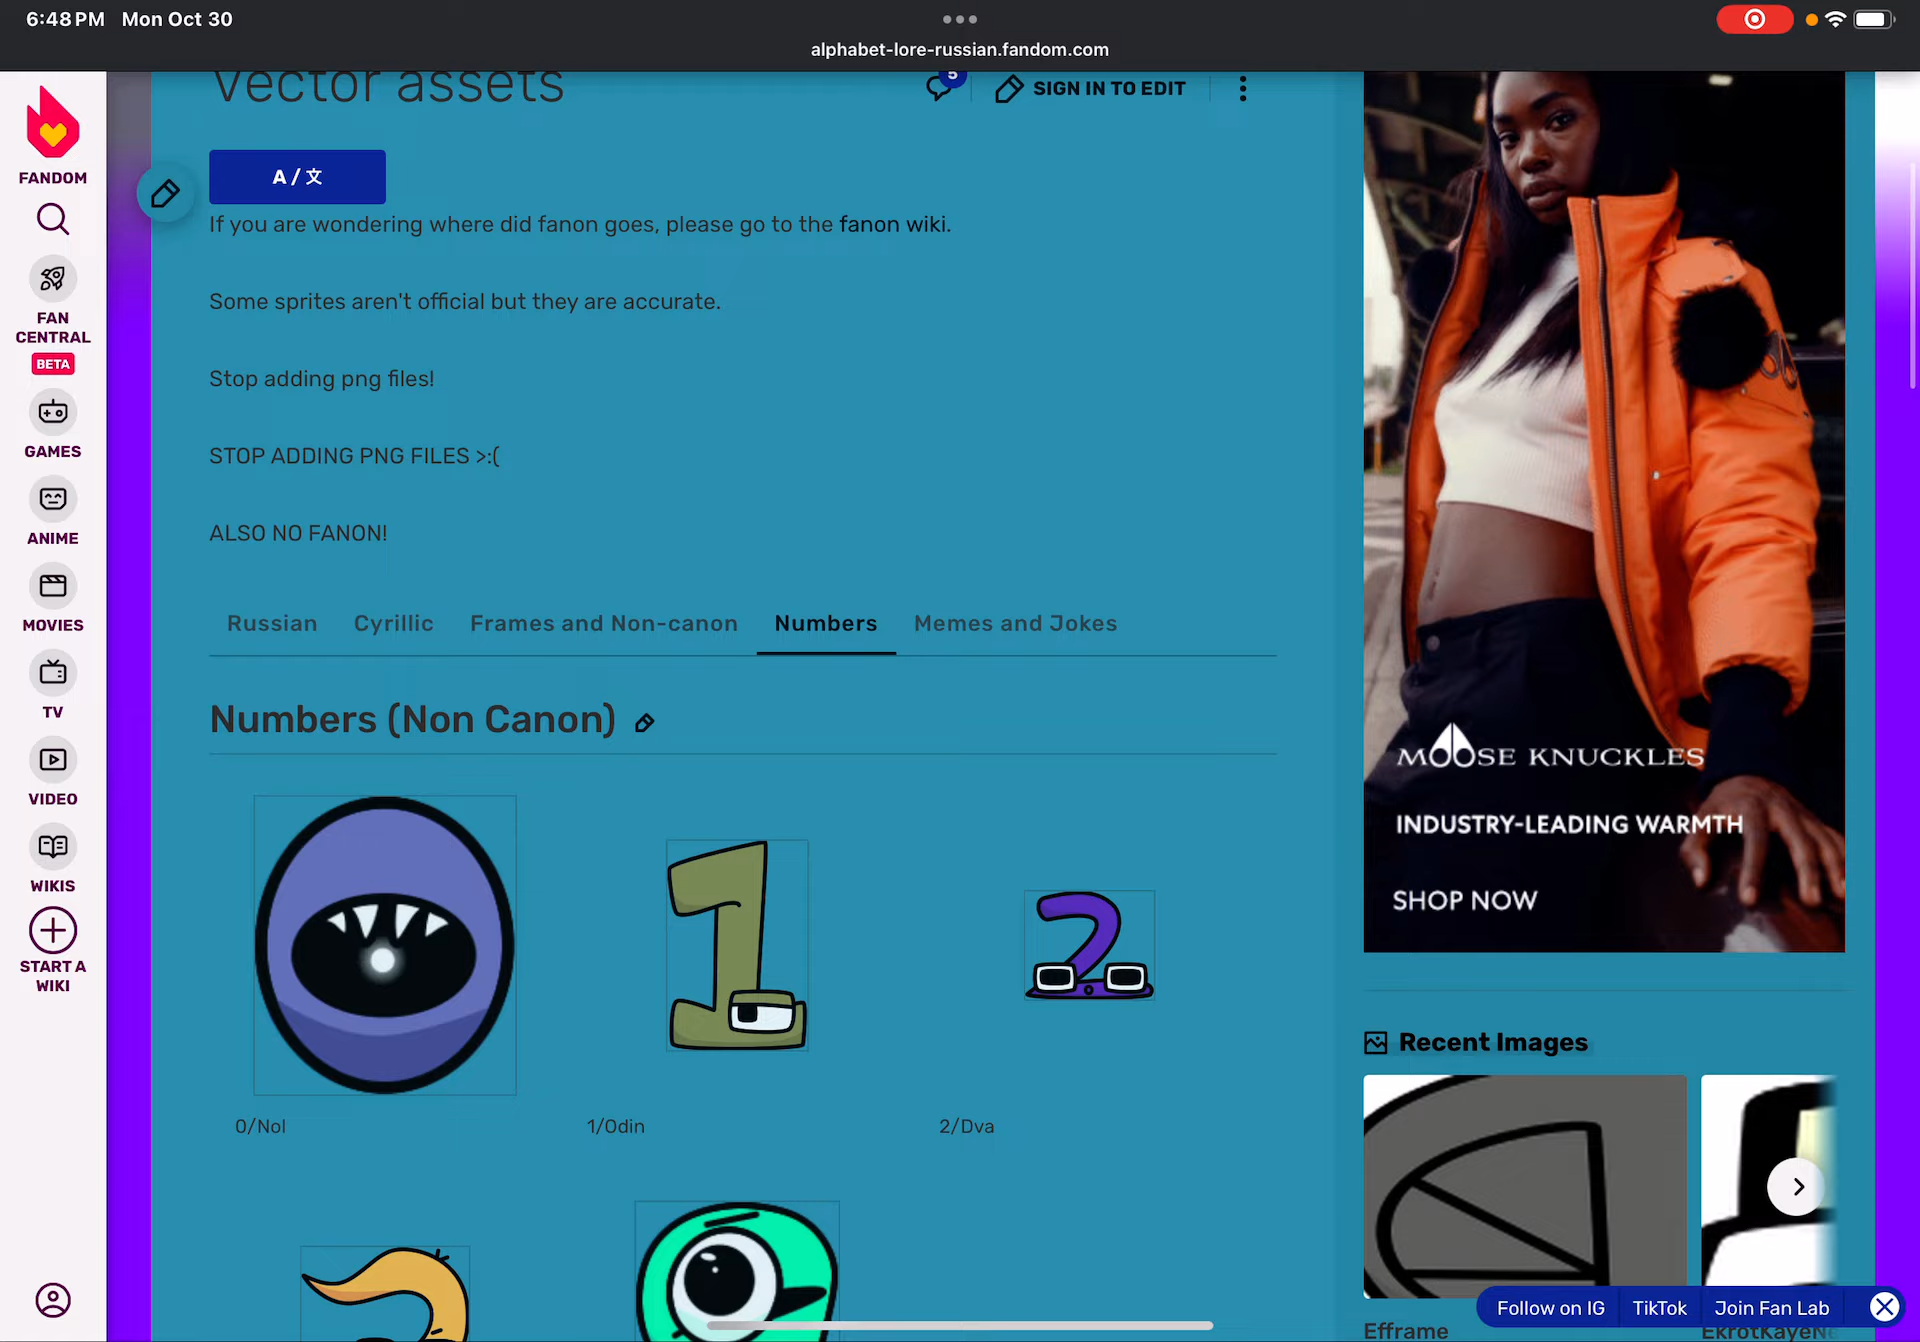 6:48 PM Mon Oct 30
alphabet-lore-russian.fandom.com
Vector assets
5
SIGN IN TO EDIT
A / 文
If you are wondering where did fanon goes, please go to the fanon wiki.
Some sprites aren't official but they are accurate.
Stop adding png files!
STOP ADDING PNG FILES >:(
ALSO NO FANON!
Russian Cyrillic Frames and Non-canon Numbers Memes and Jokes
Numbers (Non Canon)
0/Nol 1/Odin 2/Dva
FANDOM
FAN
CENTRAL
BETA
GAMES
ANIME
MOVIES
TV
VIDEO
WIKIS
START A
WIKI
MOOSE KNUCKLES
INDUSTRY-LEADING WARMTH
SHOP NOW
Recent Images
Efframe
Follow on IG TikTok Join Fan Lab